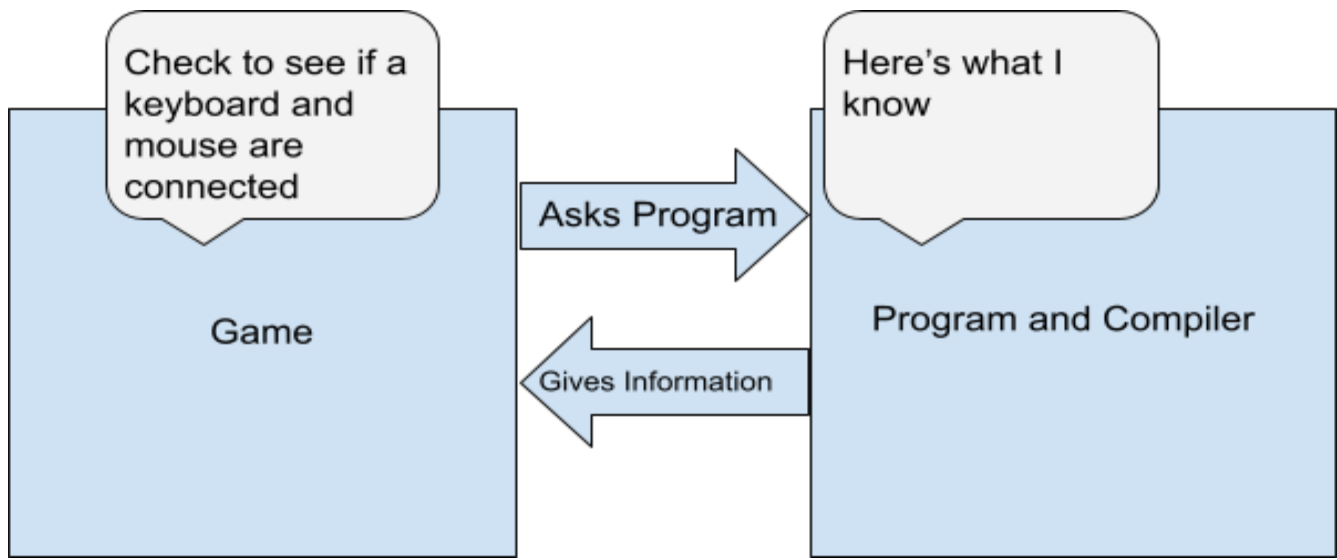 Check to see if a
keyboard and
mouse are
connected
Here’s what I
know
Asks Program
Game
Program and Compiler
Gives Information